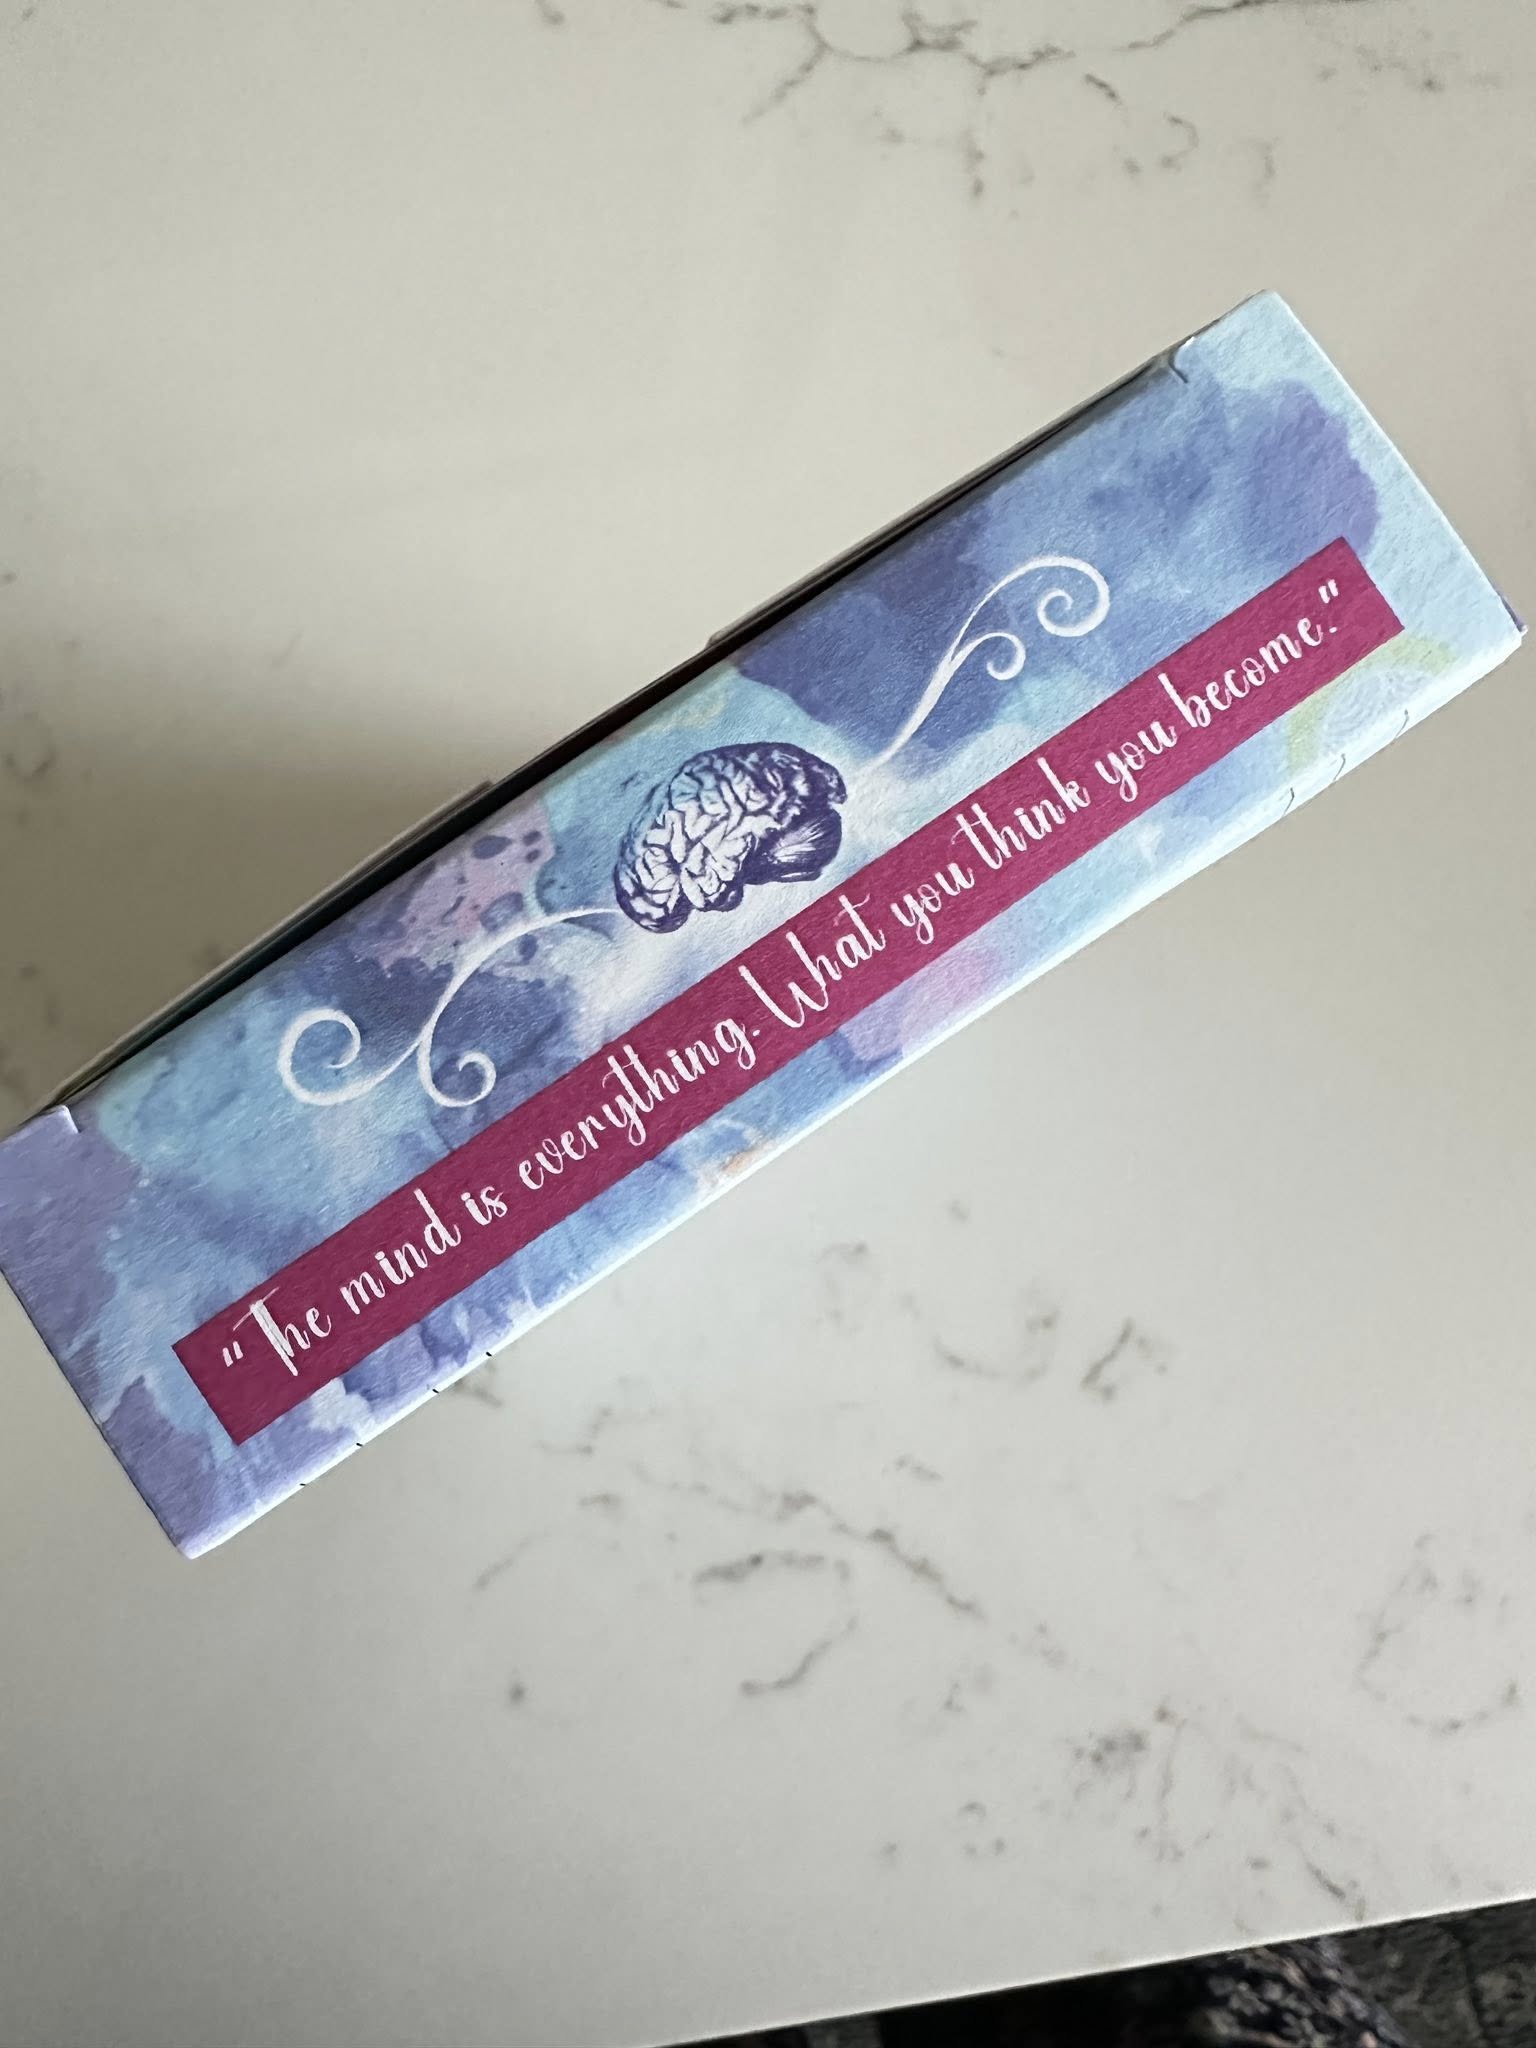 "The mind is everything. What you think you become."